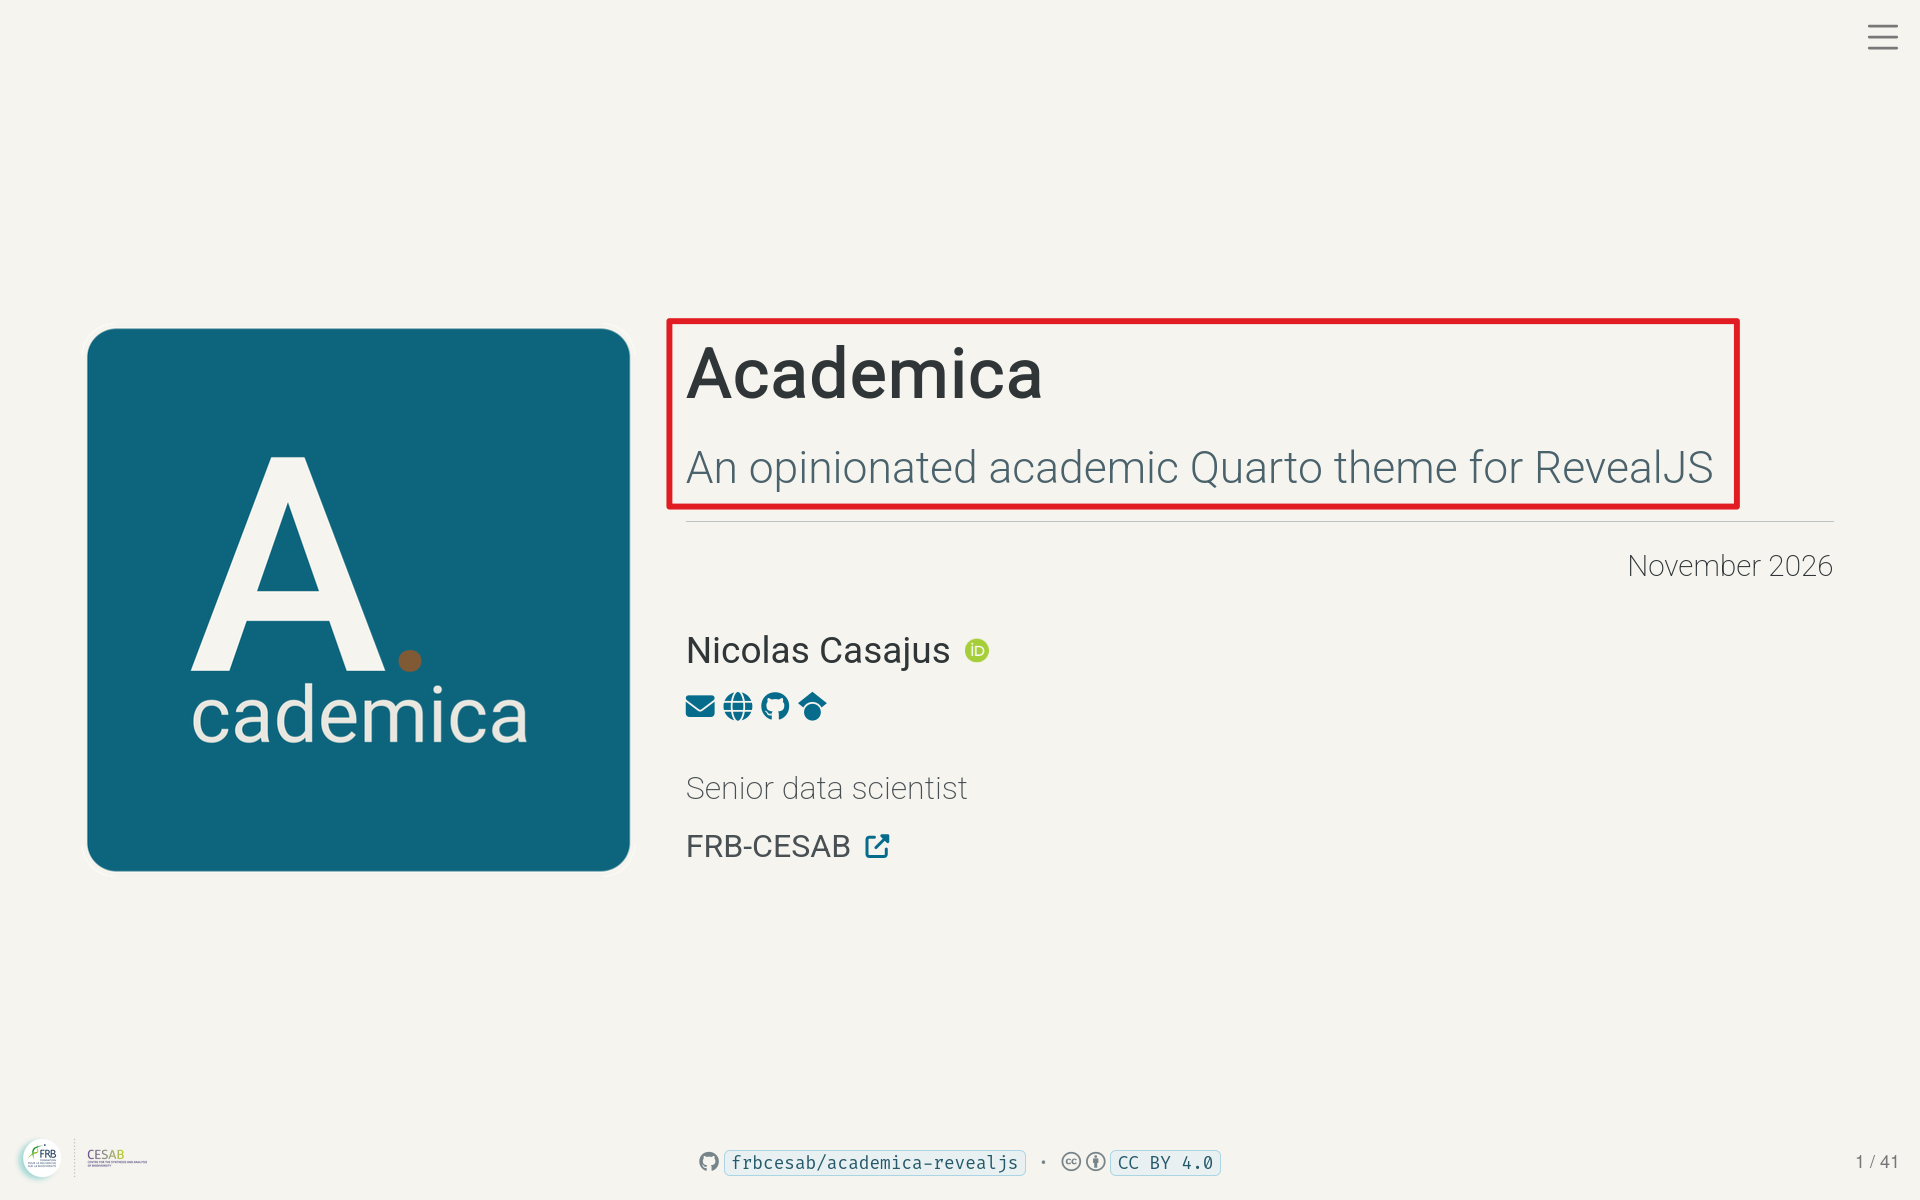 A.
cademica
Academica
An opinionated academic Quarto theme for RevealJS
November 2026
Nicolas Casajus iD
Senior data scientist
FRB-CESAB
FRB
CESAB
frbcesab/academica-revealjs · CC BY 4.0
1 / 41